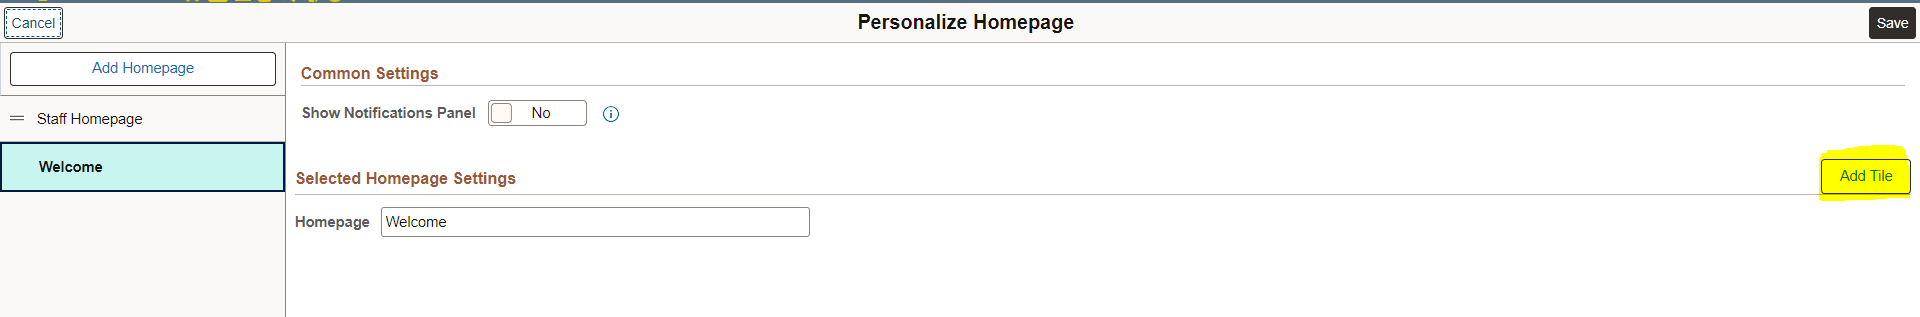 Cancel
Personalize Homepage
Save
Add Homepage
Staff Homepage
Welcome
Common Settings
Show Notifications Panel No
Selected Homepage Settings
Add Tile
Homepage Welcome